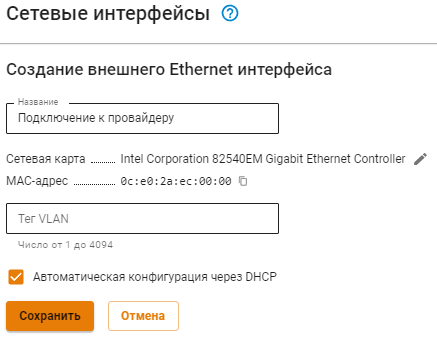 Сетевые интерфейсы ?
Создание внешнего Ethernet интерфейса
Название
Подключение к провайдеру
Сетевая карта ........ Intel Corporation 82540EM Gigabit Ethernet Controller
MAC-адрес ............. 0c:e0:2a:ec:00:00
Тег VLAN
Число от 1 до 4094
Автоматическая конфигурация через DHCP
Сохранить Отмена